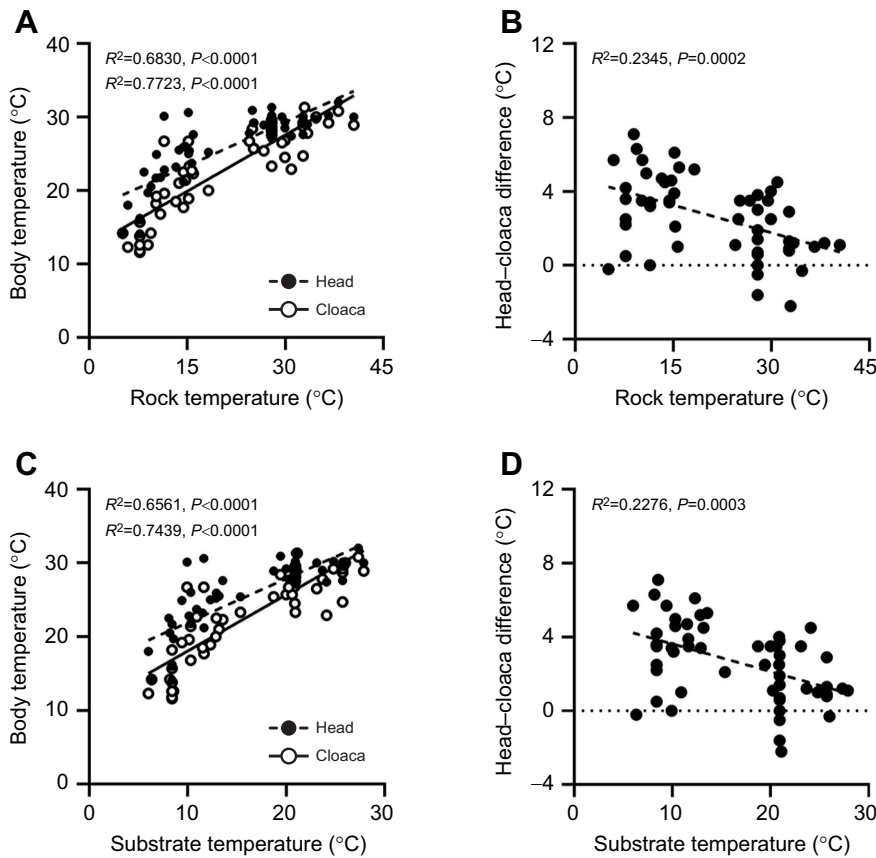 A
R²=0.6830, P<0.0001
R²=0.7723, P<0.0001
Body temperature (°C)
40
30
20
10
0
Head
Cloaca
0 15 30 45
Rock temperature (°C)
B
R²=0.2345, P=0.0002
Head–cloaca difference (°C)
12
8
4
0
–4
0 15 30 45
Rock temperature (°C)
C
R²=0.6561, P<0.0001
R²=0.7439, P<0.0001
Body temperature (°C)
40
30
20
10
0
Head
Cloaca
0 10 20 30
Substrate temperature (°C)
D
R²=0.2276, P=0.0003
Head–cloaca difference (°C)
12
8
4
0
–4
0 10 20 30
Substrate temperature (°C)